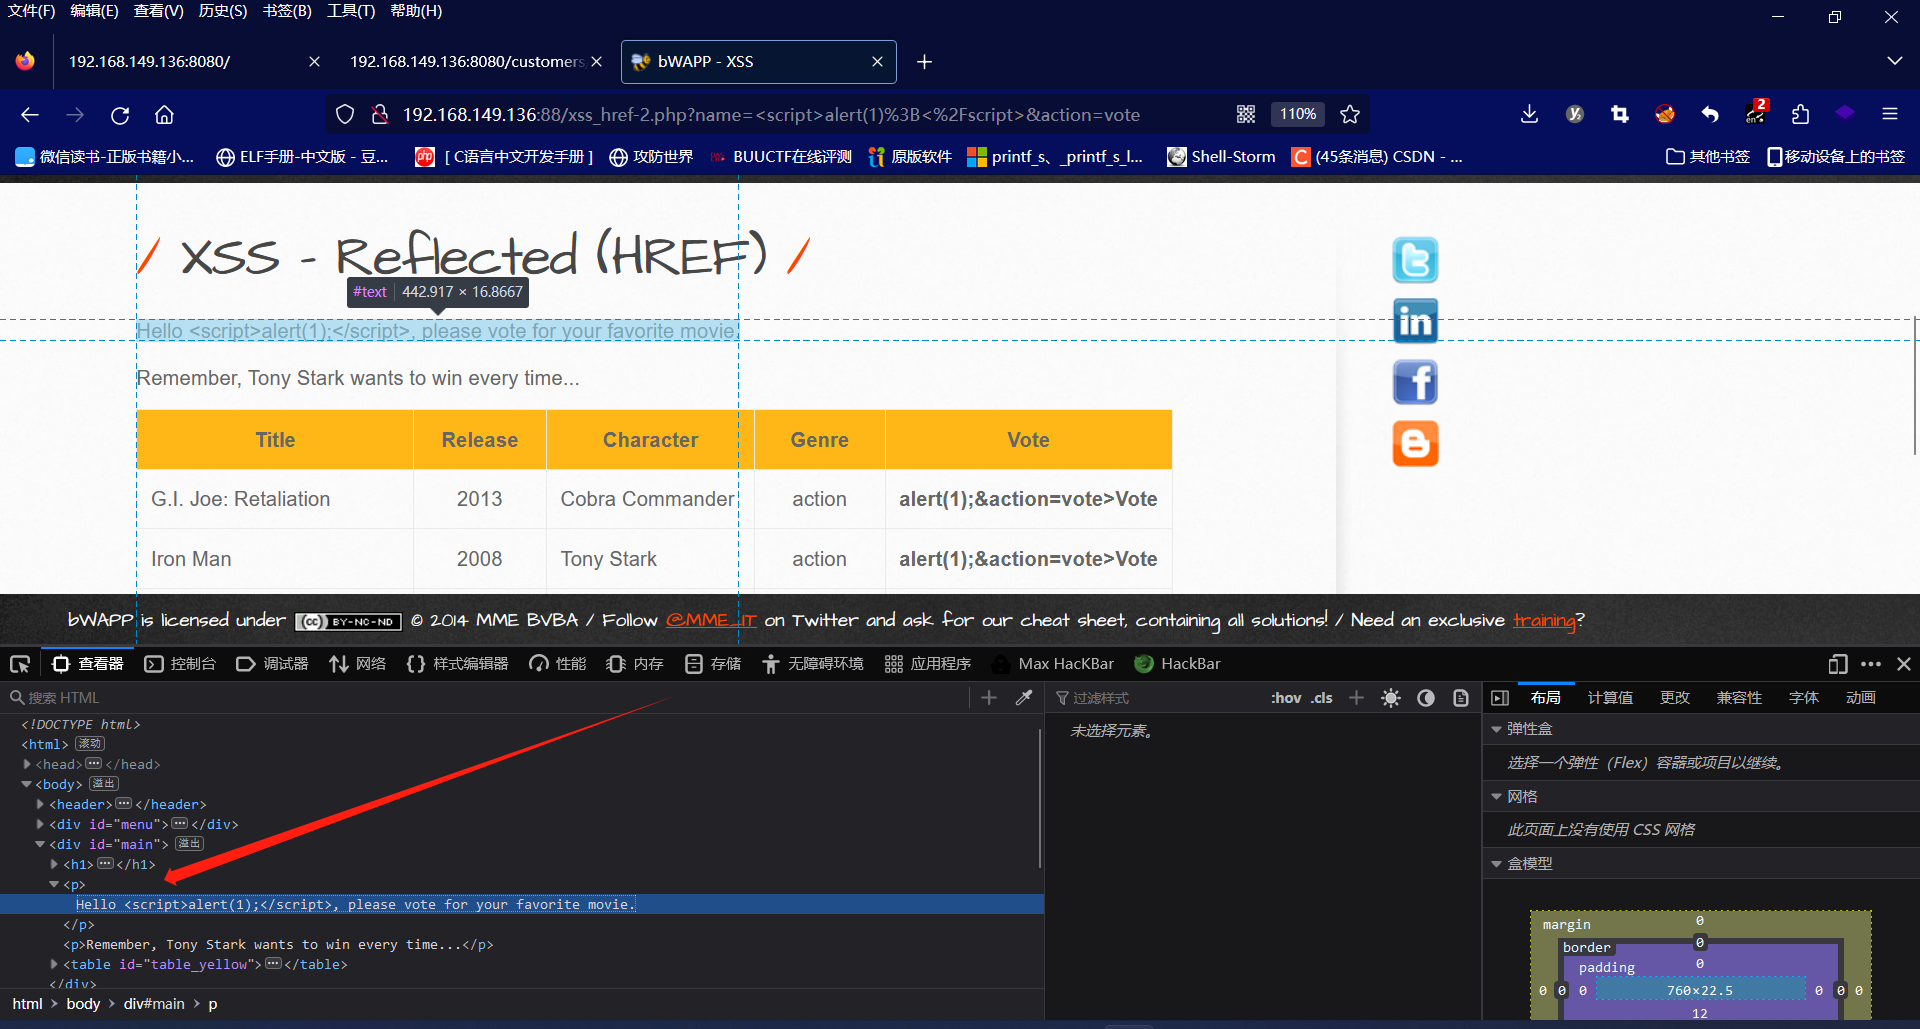 文件(F) 编辑(E) 查看(V) 历史(S) 书签(B) 工具(T) 帮助(H)
192.168.149.136:8080/ 192.168.149.136:8080/customers bWAPP - XSS
192.168.149.136:88/xss_href-2.php?name=<script>alert(1)%3B<%2Fscript>&action=vote 110% 2
微信读书-正版书籍小... ELF手册-中文版 - 豆... php [ C语言中文开发手册 ] 攻防世界 BUUCTF在线评测 原版软件 printf_s、_printf_s_l... Shell-Storm C (45条消息) CSDN - ... 其他书签 移动设备上的书签
/ XSS - Reflected (HREF) /
#text 442.917 × 16.8667
Hello <script>alert(1);</script>, please vote for your favorite movie.
Remember, Tony Stark wants to win every time...
Title Release Character Genre Vote
G.I. Joe: Retaliation 2013 Cobra Commander action alert(1);&action=vote>Vote
Iron Man 2008 Tony Stark action alert(1);&action=vote>Vote
bWAPP is licensed under (cc) BY-NC-ND © 2014 MME BVBA / Follow @MME_IT on Twitter and ask for our cheat sheet, containing all solutions! / Need an exclusive training?
查看器 控制台 调试器 网络 样式编辑器 性能 内存 存储 无障碍环境 应用程序 Max HacKBar HackBar
搜索 HTML
<!DOCTYPE html>
<html> 滚动
<head>···</head>
<body> 溢出
<header>···</header>
<div id="menu">···</div>
<div id="main"> 溢出
<h1>···</h1>
<p>
Hello <script>alert(1);</script>, please vote for your favorite movie.
</p>
<p>Remember, Tony Stark wants to win every time...</p>
<table id="table_yellow">···</table>
</div>
html > body > div#main > p
过滤样式 :hov .cls
未选择元素。
布局 计算值 更改 兼容性 字体 动画
弹性盒
选择一个弹性（Flex）容器或项目以继续。
网格
此页面上没有使用 CSS 网格
盒模型
margin 0
border 0
padding 0
0 0 0 760×22.5 0 0 0
12